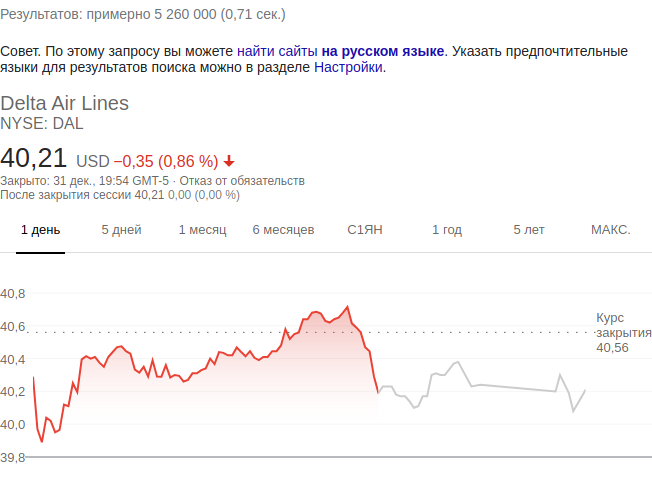 Результатов: примерно 5 260 000 (0,71 сек.)
Совет. По этому запросу вы можете найти сайты на русском языке. Указать предпочтительные
языки для результатов поиска можно в разделе Настройки.
Delta Air Lines
NYSE: DAL
40,21 USD −0,35 (0,86 %)
Закрыто: 31 дек., 19:54 GMT-5 · Отказ от обязательств
После закрытия сессии 40,21 0,00 (0,00 %)
1 день 5 дней 1 месяц 6 месяцев С1ЯН 1 год 5 лет МАКС.
40,8
40,6
40,4
40,2
40,0
39,8
Курс
закрытия
40,56